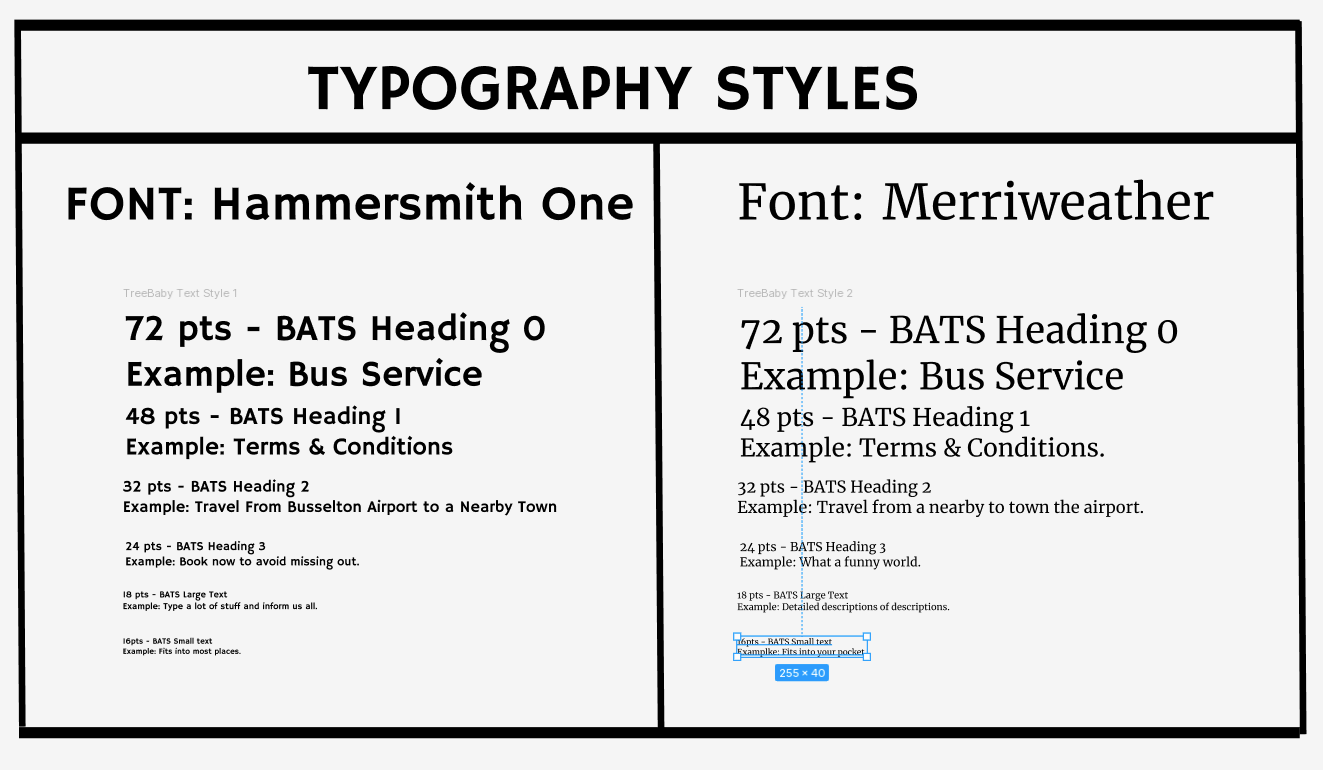 TYPOGRAPHY STYLES
FONT: Hammersmith One
TreeBaby Text Style 1
72 pts - BATS Heading 0
Example: Bus Service
48 pts - BATS Heading 1
Example: Terms & Conditions
32 pts - BATS Heading 2
Example: Travel From Busselton Airport to a Nearby Town
24 pts - BATS Heading 3
Example: Book now to avoid missing out.
18 pts - BATS Large Text
Example: Type a lot of stuff and inform us all.
16pts - BATS Small text
Example: Fits into most places.
Font: Merriweather
TreeBaby Text Style 2
72 pts - BATS Heading 0
Example: Bus Service
48 pts - BATS Heading 1
Example: Terms & Conditions.
32 pts - BATS Heading 2
Example: Travel from a nearby to town the airport.
24 pts - BATS Heading 3
Example: What a funny world.
18 pts - BATS Large Text
Example: Detailed descriptions of descriptions.
16pts - BATS Small text
Examplke: Fits into your pocket
255 × 40